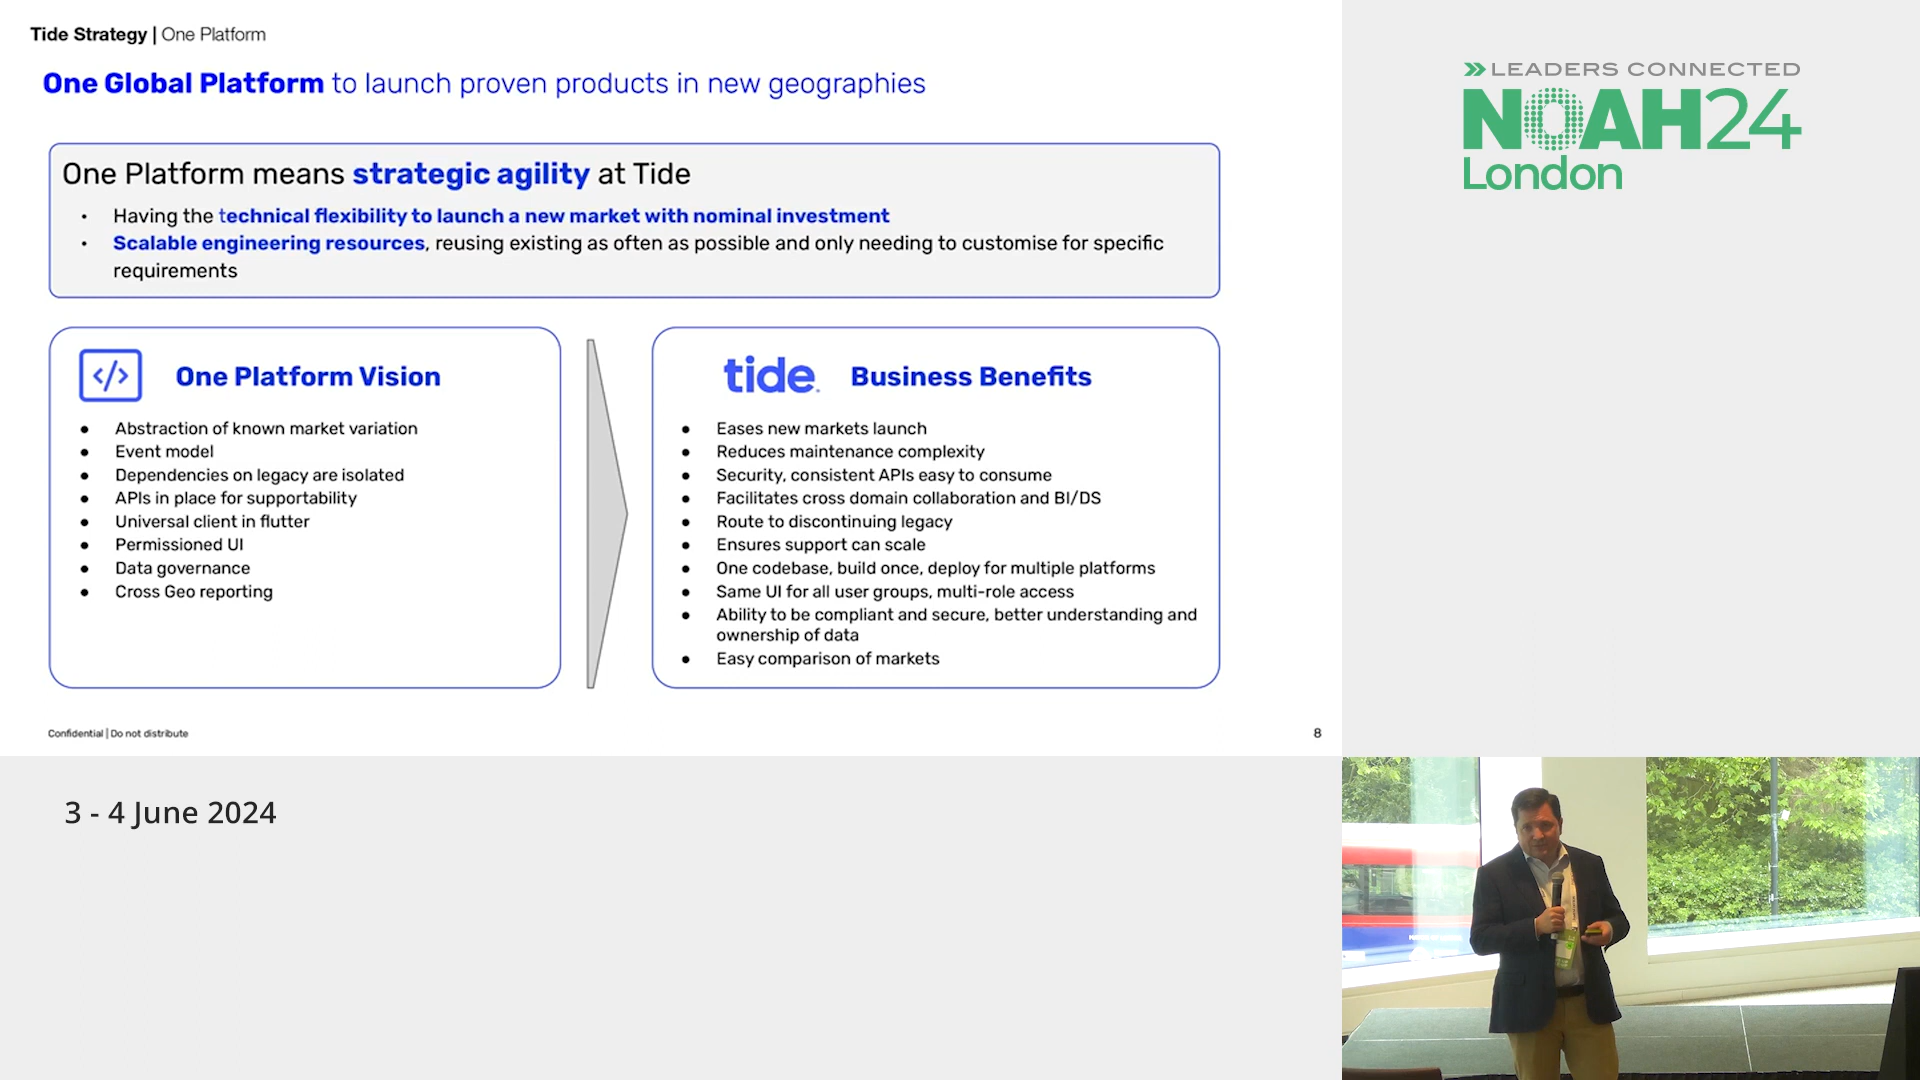 Tide Strategy | One Platform
One Global Platform to launch proven products in new geographies
One Platform means strategic agility at Tide
• Having the technical flexibility to launch a new market with nominal investment
• Scalable engineering resources, reusing existing as often as possible and only needing to customise for specific
requirements
</> One Platform Vision
● Abstraction of known market variation
● Event model
● Dependencies on legacy are isolated
● APIs in place for supportability
● Universal client in flutter
● Permissioned UI
● Data governance
● Cross Geo reporting
tide Business Benefits
● Eases new markets launch
● Reduces maintenance complexity
● Security, consistent APIs easy to consume
● Facilitates cross domain collaboration and BI/DS
● Route to discontinuing legacy
● Ensures support can scale
● One codebase, build once, deploy for multiple platforms
● Same UI for all user groups, multi-role access
● Ability to be compliant and secure, better understanding and
ownership of data
● Easy comparison of markets
Confidential | Do not distribute
8
LEADERS CONNECTED
NOAH24
London
3 - 4 June 2024